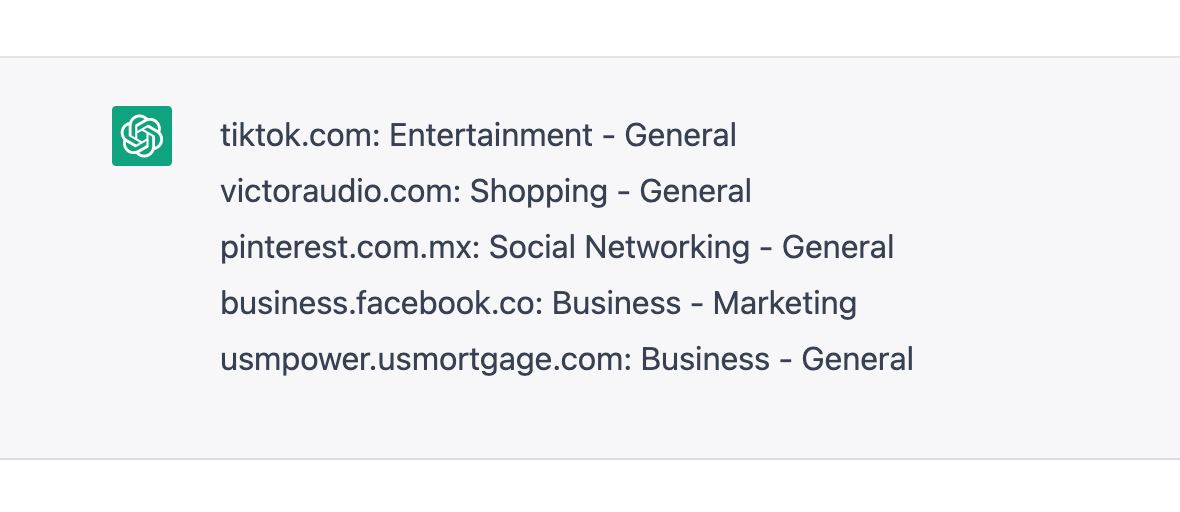 tiktok.com: Entertainment - General
victoraudio.com: Shopping - General
pinterest.com.mx: Social Networking - General
business.facebook.co: Business - Marketing
usmpower.usmortgage.com: Business - General